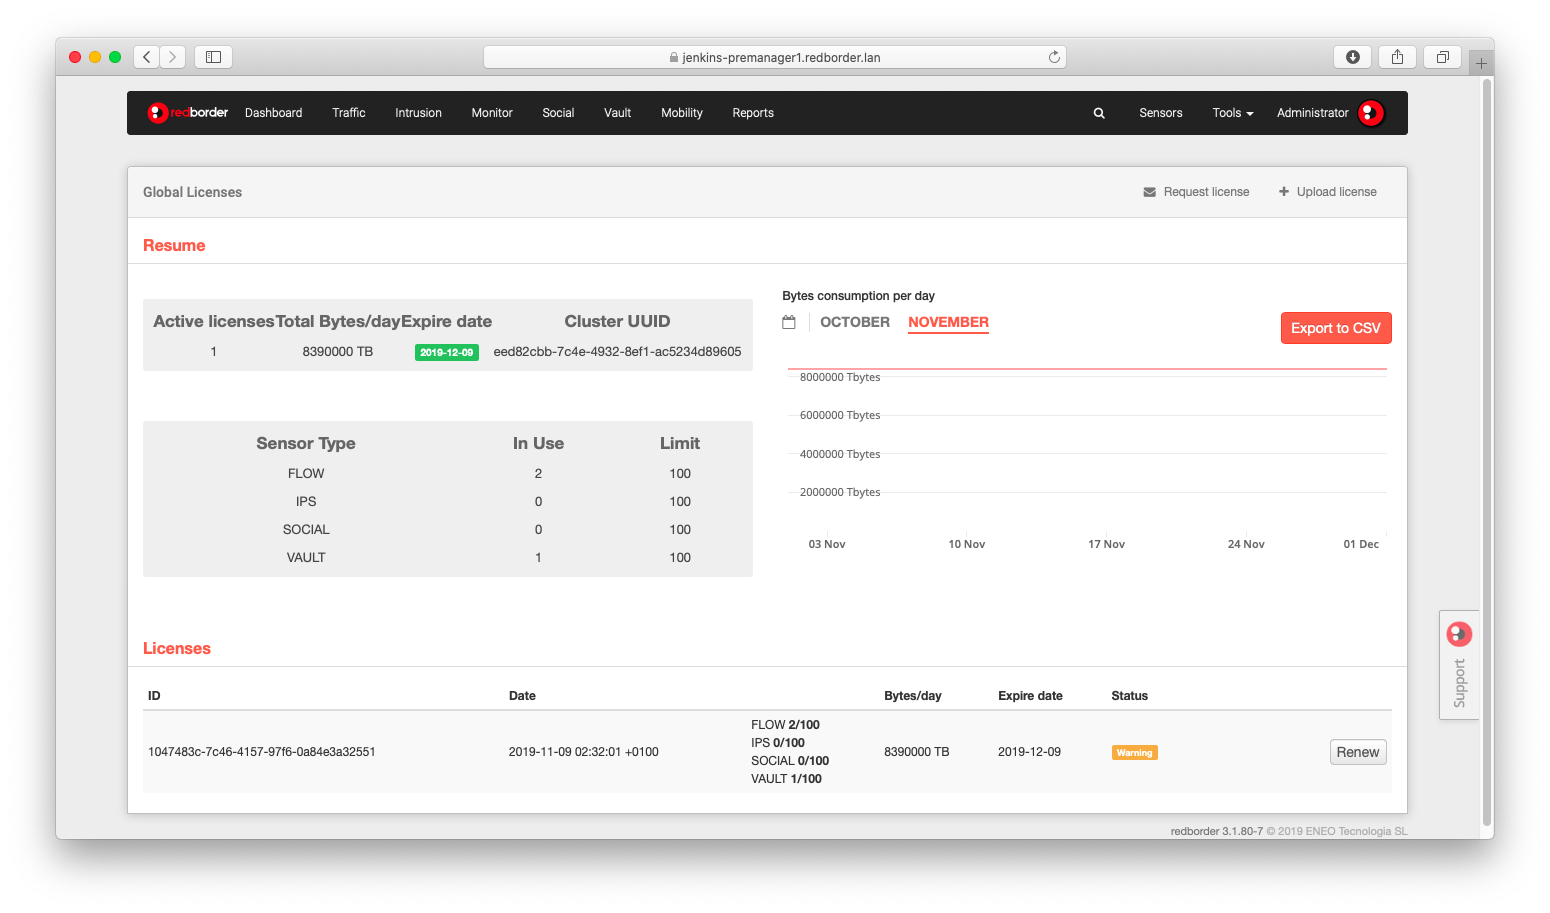 jenkins-premanager1.redborder.lan
redborder Dashboard Traffic Intrusion Monitor Social Vault Mobility Reports Sensors Tools Administrator
Global Licenses Request license Upload license
Resume
Bytes consumption per day
OCTOBER NOVEMBER
Export to CSV
Active licenses Total Bytes/day Expire date Cluster UUID
1 8390000 TB 2019-12-09 eed82cbb-7c4e-4932-8ef1-ac5234d89605
8000000 Tbytes
6000000 Tbytes
4000000 Tbytes
2000000 Tbytes
03 Nov 10 Nov 17 Nov 24 Nov 01 Dec
Sensor Type In Use Limit
FLOW 2 100
IPS 0 100
SOCIAL 0 100
VAULT 1 100
Support
Licenses
ID Date Bytes/day Expire date Status
1047483c-7c46-4157-97f6-0a84e3a32551 2019-11-09 02:32:01 +0100
FLOW 2/100
IPS 0/100
SOCIAL 0/100
VAULT 1/100
8390000 TB 2019-12-09 Warning Renew
redborder 3.1.80-7 © 2019 ENEO Tecnologia SL